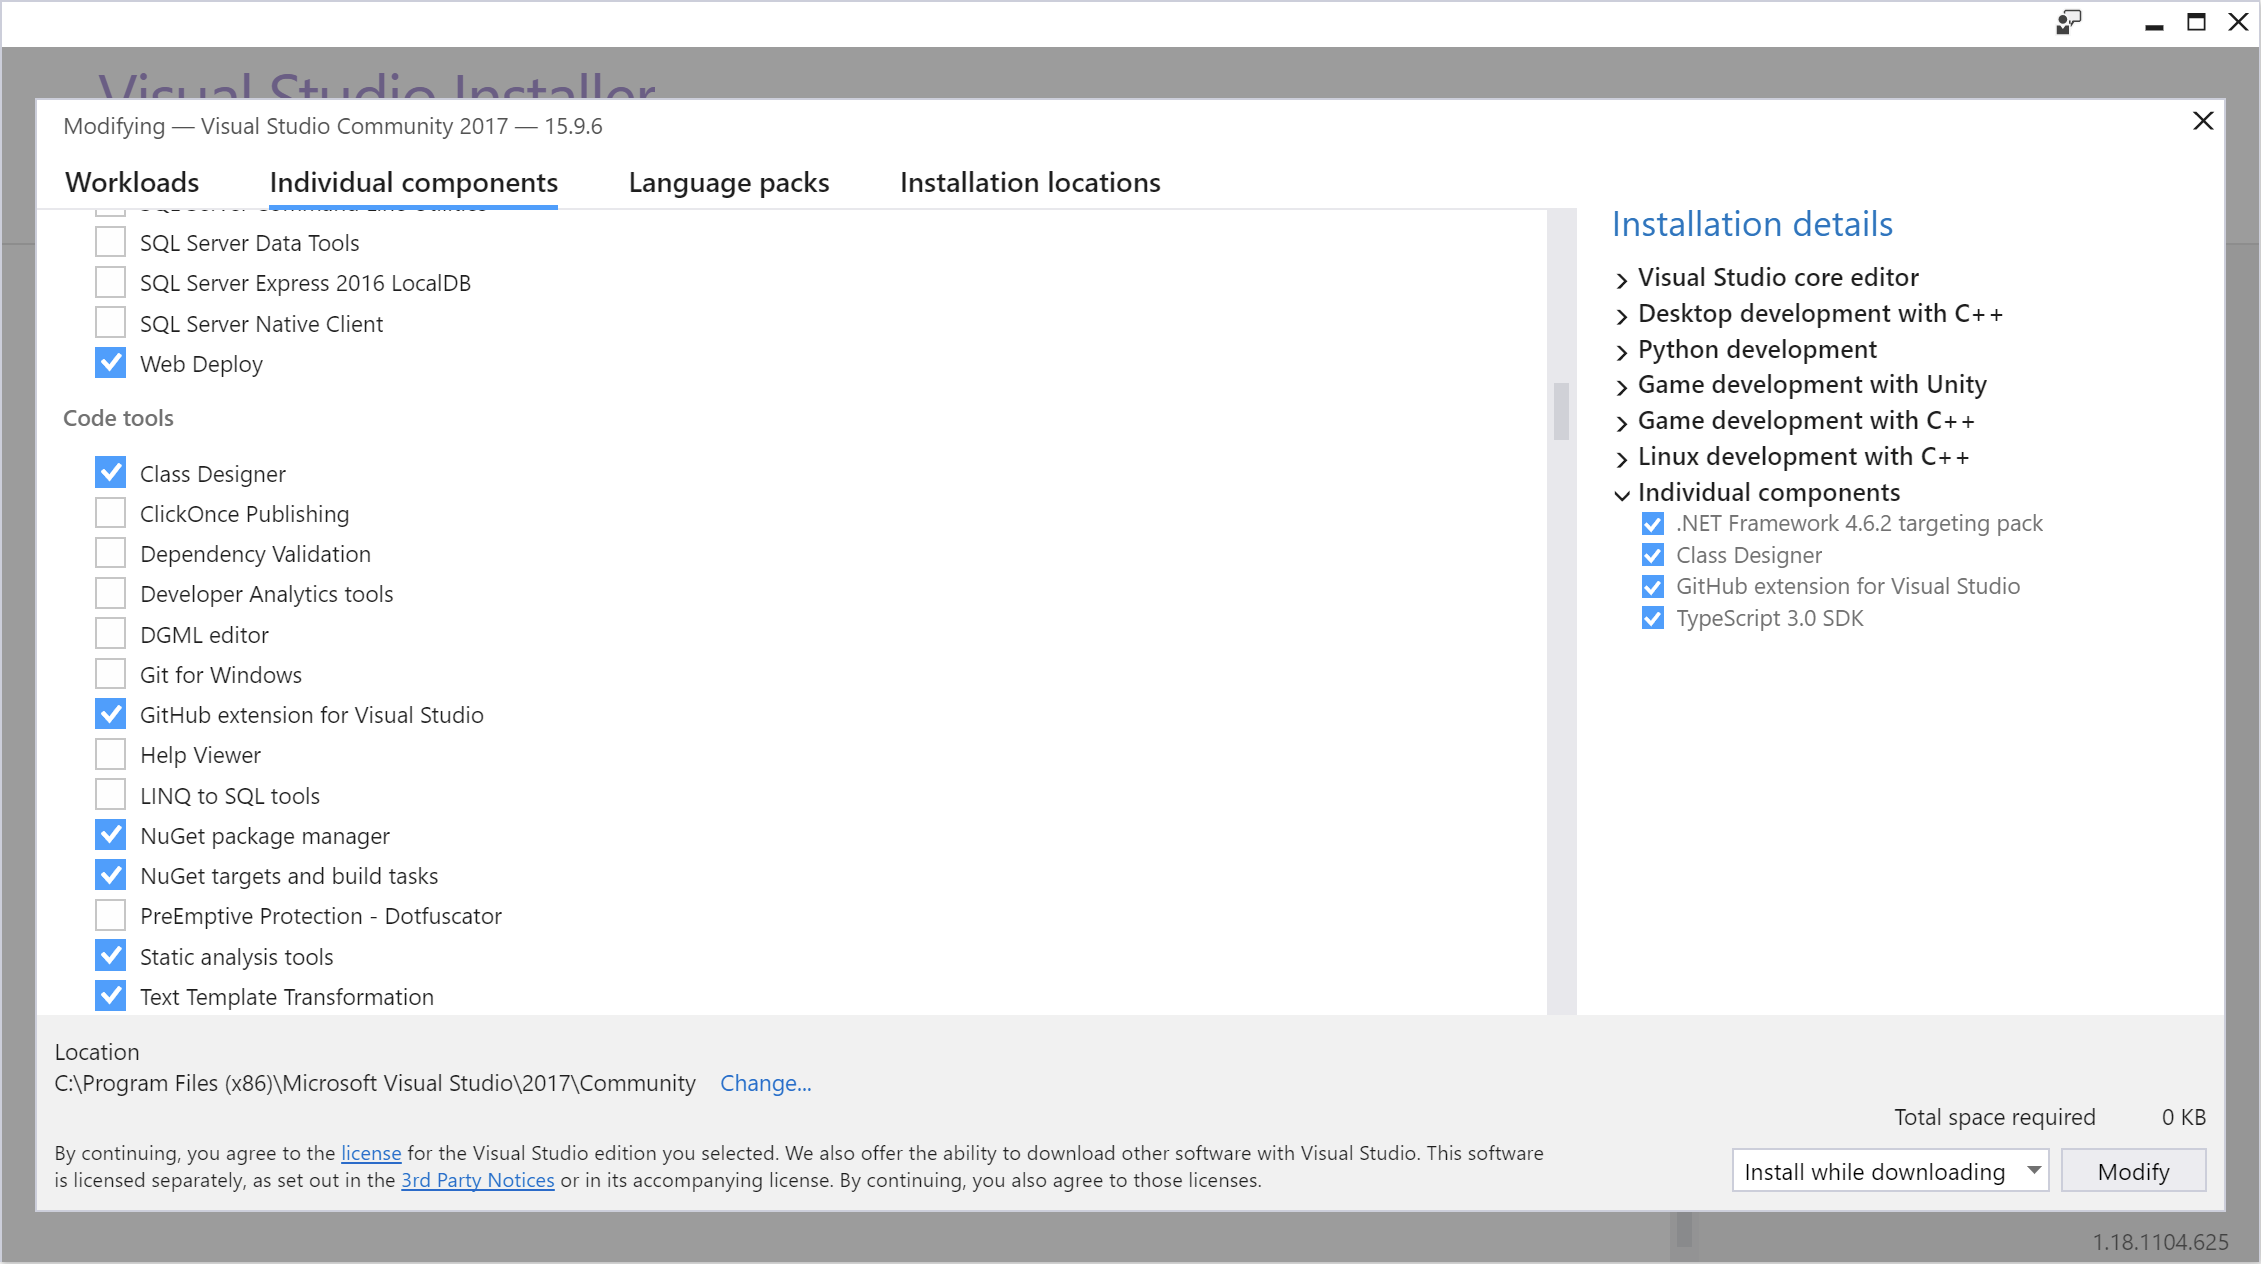 Visual Studio Installer
Modifying — Visual Studio Community 2017 — 15.9.6
Workloads
Individual components
Language packs
Installation locations
SQL Server Command Line Utilities
SQL Server Data Tools
SQL Server Express 2016 LocalDB
SQL Server Native Client
Web Deploy
Code tools
Class Designer
ClickOnce Publishing
Dependency Validation
Developer Analytics tools
DGML editor
Git for Windows
GitHub extension for Visual Studio
Help Viewer
LINQ to SQL tools
NuGet package manager
NuGet targets and build tasks
PreEmptive Protection - Dotfuscator
Static analysis tools
Text Template Transformation
Installation details
Visual Studio core editor
Desktop development with C++
Python development
Game development with Unity
Game development with C++
Linux development with C++
Individual components
.NET Framework 4.6.2 targeting pack
Class Designer
GitHub extension for Visual Studio
TypeScript 3.0 SDK
Location
C:\Program Files (x86)\Microsoft Visual Studio\2017\Community Change...
Total space required 0 KB
By continuing, you agree to the license for the Visual Studio edition you selected. We also offer the ability to download other software with Visual Studio. This software
is licensed separately, as set out in the 3rd Party Notices or in its accompanying license. By continuing, you also agree to those licenses.
Install while downloading
Modify
1.18.1104.625